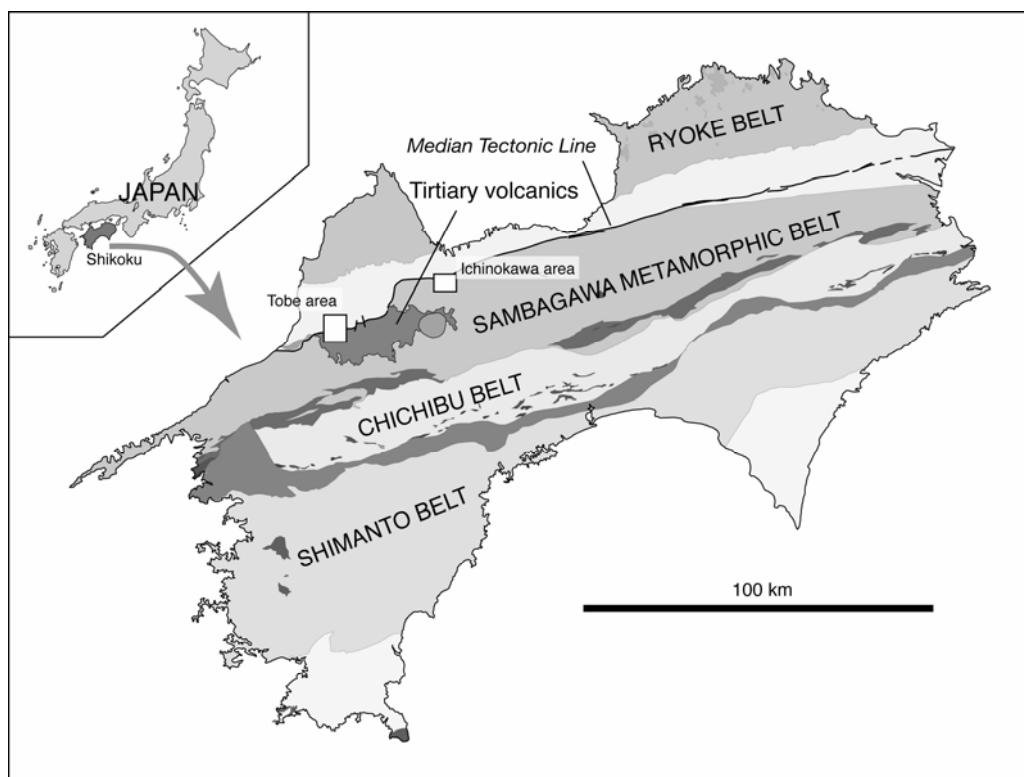 JAPAN
Shikoku
RYOKE BELT
Median Tectonic Line
Tirtiary volcanics
Ichinokawa area
Tobe area
SAMBAGAWA METAMORPHIC BELT
CHICHIBU BELT
SHIMANTO BELT
100 km